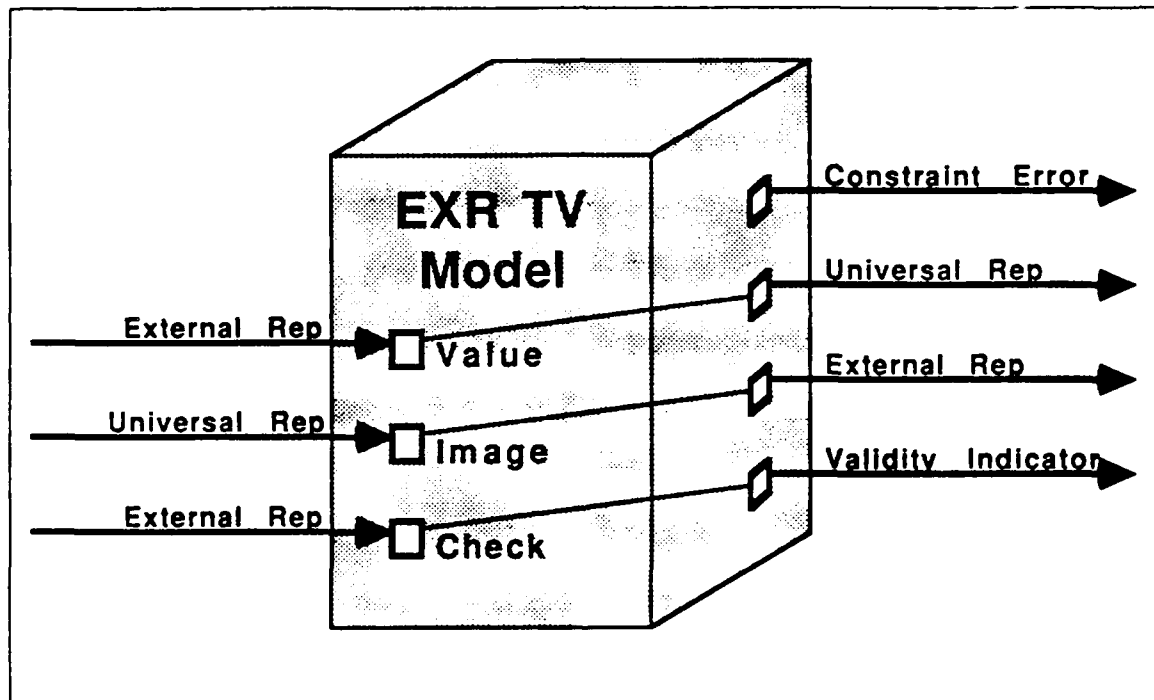 EXR TV
Model
Constraint Error
Universal Rep
External Rep
Value
External Rep
Universal Rep
Image
Validity Indicator
External Rep
Check